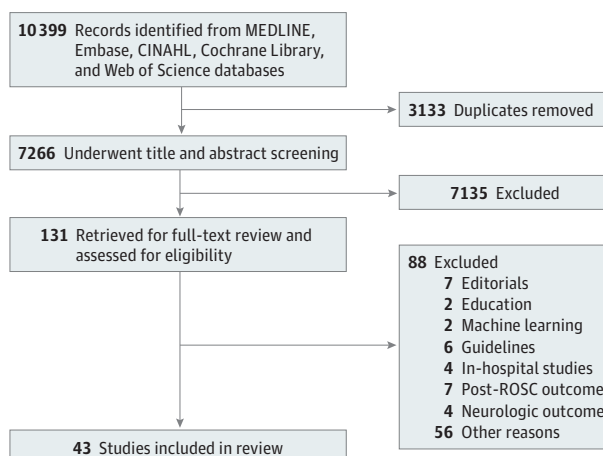 10 399 Records identified from MEDLINE,
Embase, CINAHL, Cochrane Library,
and Web of Science databases
3133 Duplicates removed
7266 Underwent title and abstract screening
7135 Excluded
131 Retrieved for full-text review and
assessed for eligibility
88 Excluded
7 Editorials
2 Education
2 Machine learning
6 Guidelines
4 In-hospital studies
7 Post-ROSC outcome
4 Neurologic outcome
56 Other reasons
43 Studies included in review